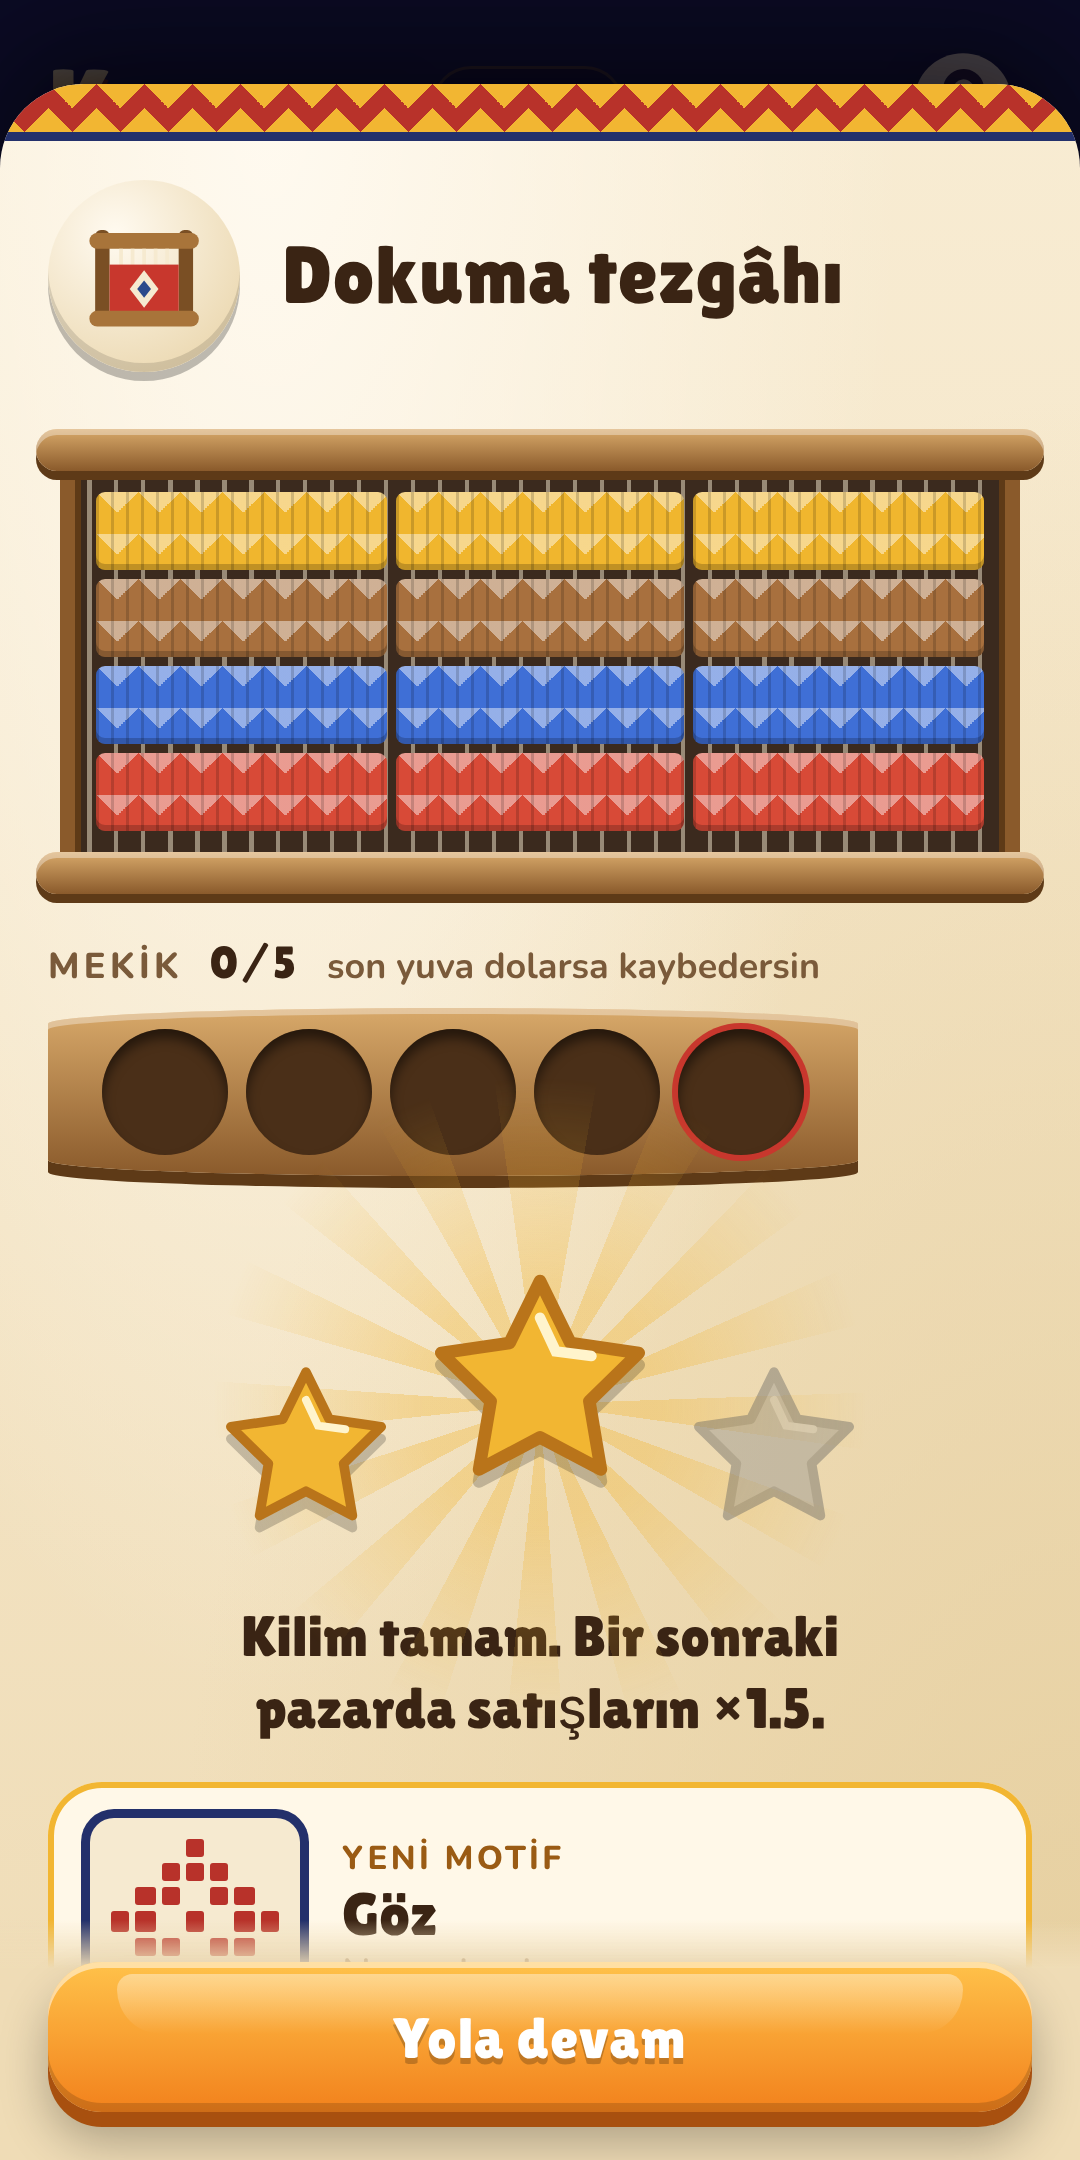 Dokuma tezgâhı
MEKİK 0/5 son yuva dolarsa kaybedersin
Kilim tamam. Bir sonraki
pazarda satışların ×1.5.
YENİ MOTİF
Göz
Yola devam